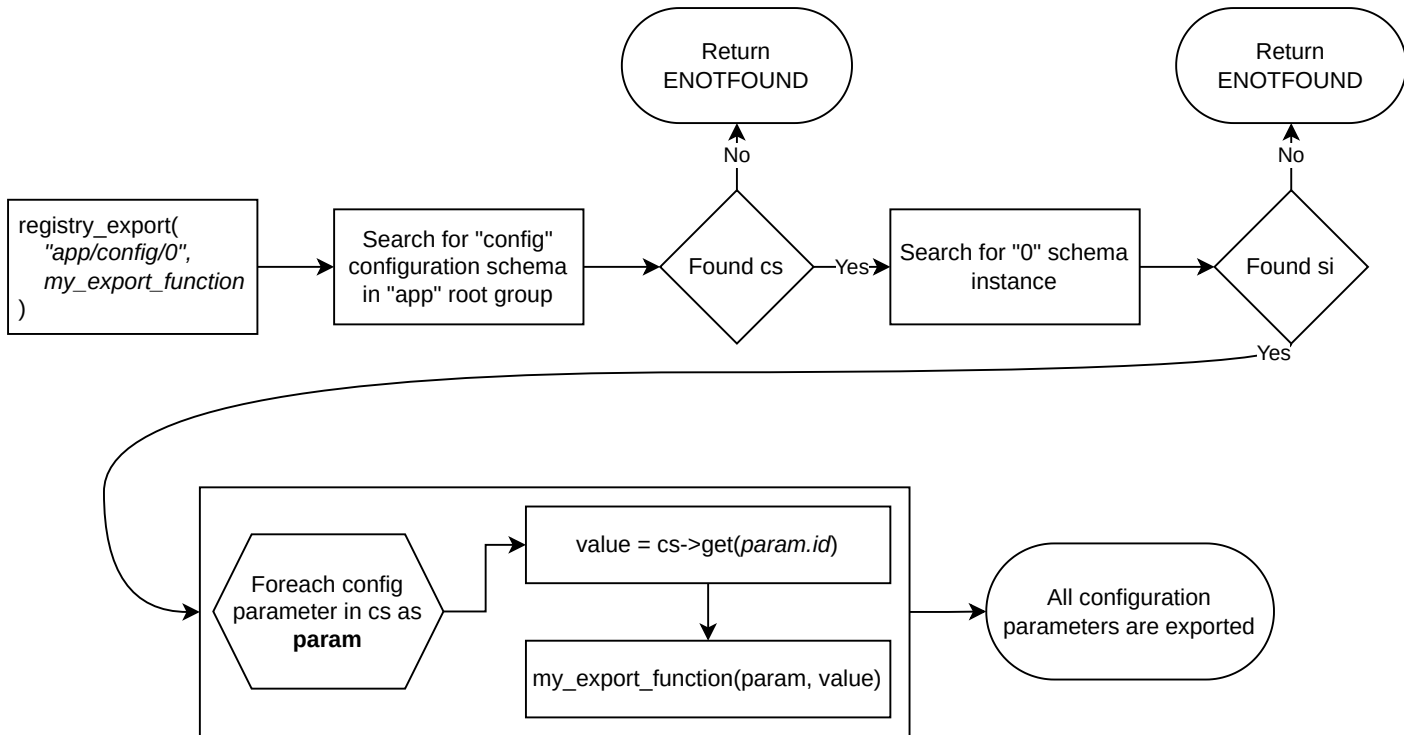 Return
ENOTFOUND
Return
ENOTFOUND
No
No
registry_export(
"app/config/0",
my_export_function
)
Search for "config"
configuration schema
in "app" root group
Found cs
Yes
Search for "0" schema
instance
Found si
Yes
Foreach config
parameter in cs as
param
value = cs->get(param.id)
my_export_function(param, value)
All configuration
parameters are exported